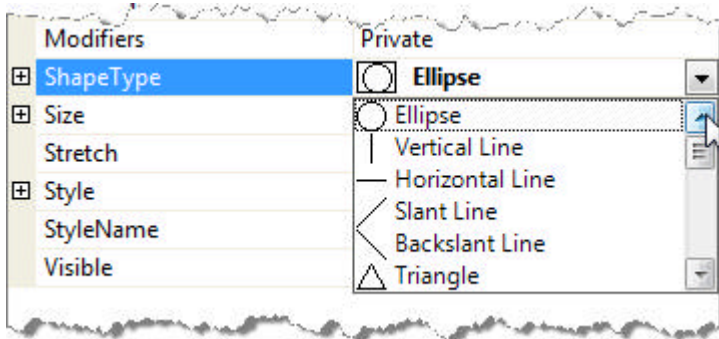 Modifiers Private
ShapeType Ellipse
Size Ellipse
Stretch Vertical Line
Style Horizontal Line
StyleName Slant Line
Backslant Line
Visible Triangle